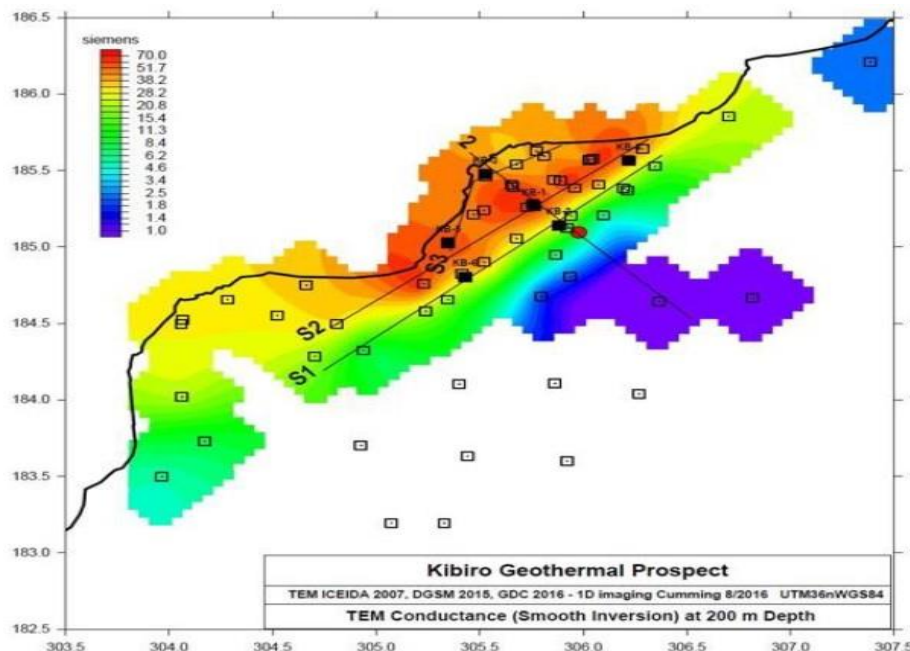 186.5
siemens
70.0
51.7
38.2
28.2
20.8
15.4
11.3
8.4
6.2
4.6
3.4
2.5
1.8
1.4
1.0
186.0
185.5
185.0
184.5
184.0
183.5
183.0
182.5
2
KB-1
S3
S2
S1
Kibiro Geothermal Prospect
TEM ICEIDA 2007, DGSM 2015, GDC 2016 - 1D imaging Cumming 8/2016 UTM36nWGS84
TEM Conductance (Smooth Inversion) at 200 m Depth
303.5 304.0 304.5 305.0 305.5 306.0 306.5 307.0 307.5